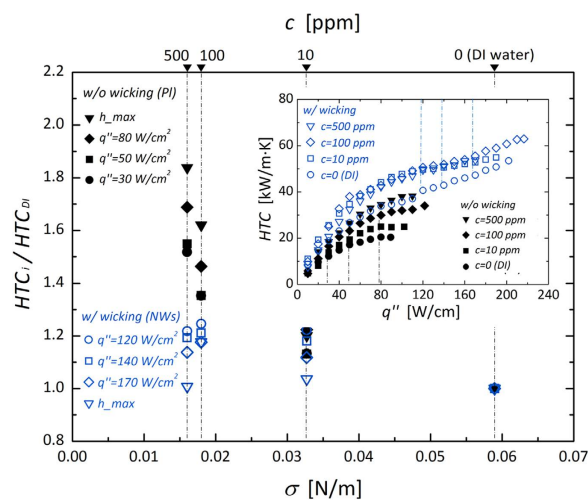 c [ppm]
500 100 10 0 (DI water)
2.2
2.0
1.8
1.6
1.4
1.2
1.0
0.8
HTC_i / HTC_DI
w/o wicking (PI)
h_max
q''=80 W/cm²
q''=50 W/cm²
q''=30 W/cm²
w/ wicking (NWs)
q''=120 W/cm²
q''=140 W/cm²
q''=170 W/cm²
h_max
80
60
40
20
0
HTC [kW/m·K]
w/ wicking
c=500 ppm
c=100 ppm
c=10 ppm
c=0 (DI)
w/o wicking
c=500 ppm
c=100 ppm
c=10 ppm
c=0 (DI)
0 40 80 120 160 200 240
q'' [W/cm]
0.00 0.01 0.02 0.03 0.04 0.05 0.06 0.07
σ [N/m]